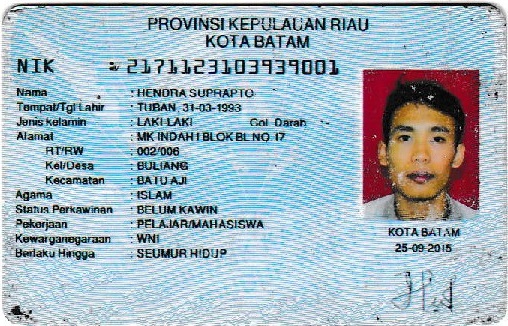 PROVINSI KEPULAUAN RIAU
KOTA BATAM
NIK : 2171123103939001
Nama : HENDRA SUPRAPTO
Tempat/Tgl Lahir : TUBAN 31-03-1993
Jenis kelamin : LAKI LAKI Gol. Darah
Alamat : MK INDAH I BLOK BL NO. 17
RT/RW : 002/006
Kel/Desa : BULIANG
Kecamatan : BATU AJI
Agama : ISLAM
Status Perkawinan : BELUM KAWIN
Pekerjaan : PELAJAR/MAHASISWA
Kewarganegaraan : WNI
Berlaku Hingga : SEUMUR HIDUP
KOTA BATAM
25-09-2015